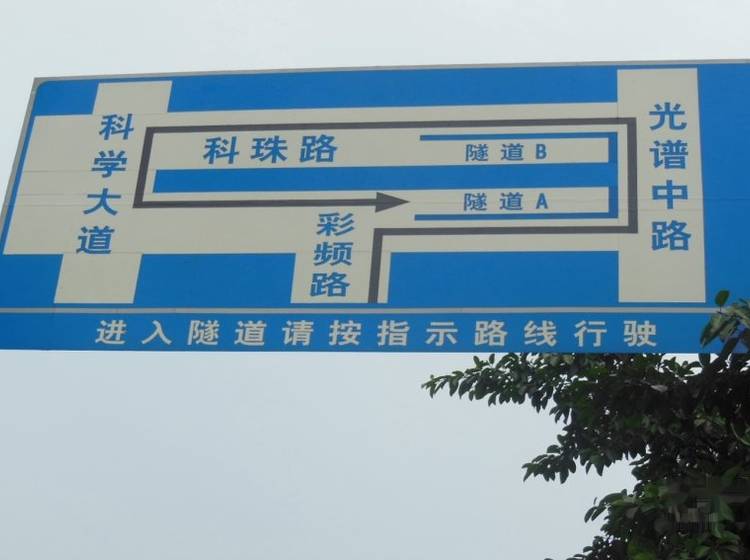 科学大道
科珠路
隧道B
隧道A
彩频路
光谱中路
进入隧道请按指示路线行驶